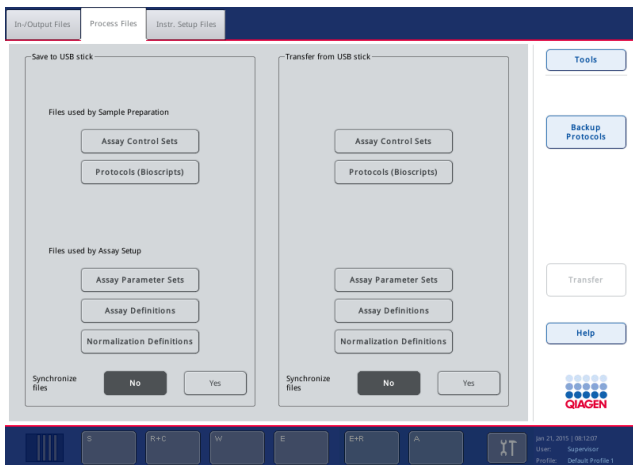 In-/Output Files
Process Files
Instr. Setup Files
Save to USB stick
Files used by Sample Preparation
Assay Control Sets
Protocols (Bioscripts)
Files used by Assay Setup
Assay Parameter Sets
Assay Definitions
Normalization Definitions
Synchronize
files
No
Yes
Transfer from USB stick
Assay Control Sets
Protocols (Bioscripts)
Assay Parameter Sets
Assay Definitions
Normalization Definitions
Synchronize
files
No
Yes
Tools
Backup
Protocols
Transfer
Help
QIAGEN
S
R+C
W
E
E+R
A
Jan 21, 2015 | 08:12:07
User: Supervisor
Profile: Default Profile 1